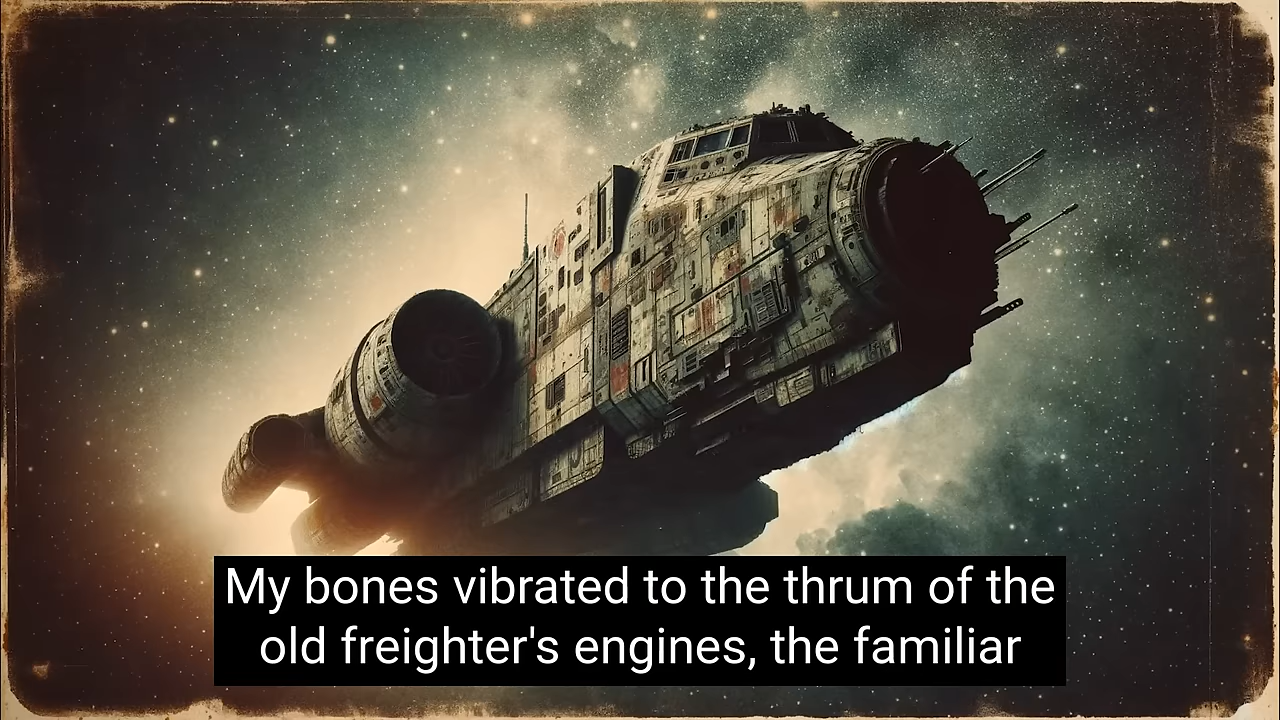 My bones vibrated to the thrum of the
old freighter's engines, the familiar